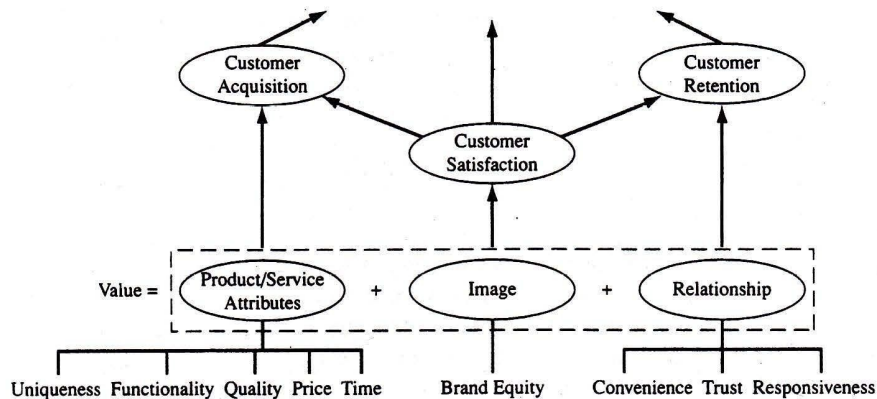 Customer
Acquisition
Customer
Retention
Customer
Satisfaction
Value =
Product/Service
Attributes
+
Image
+
Relationship
Uniqueness Functionality Quality Price Time
Brand Equity
Convenience Trust Responsiveness